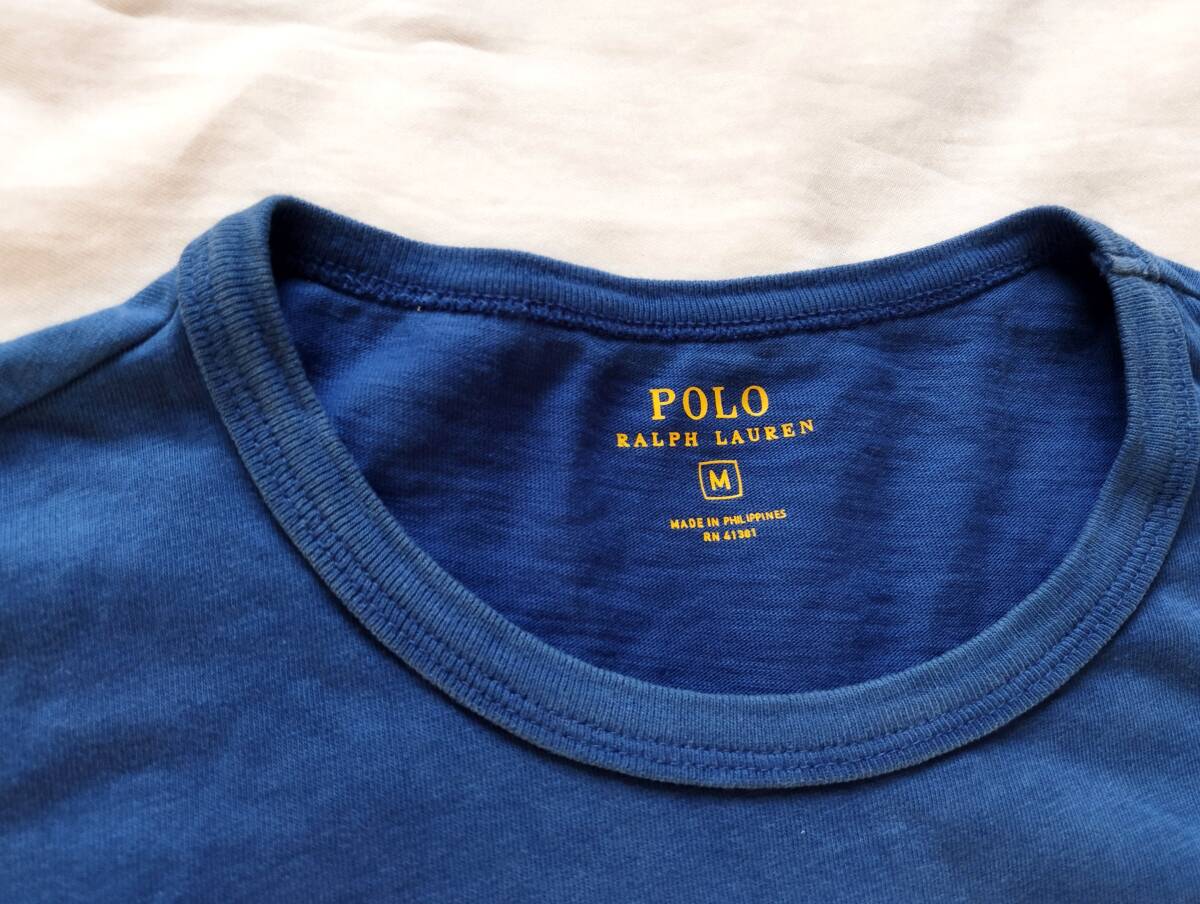 POLO
RALPH LAUREN
M
MADE IN PHILIPPINES
RN 41381